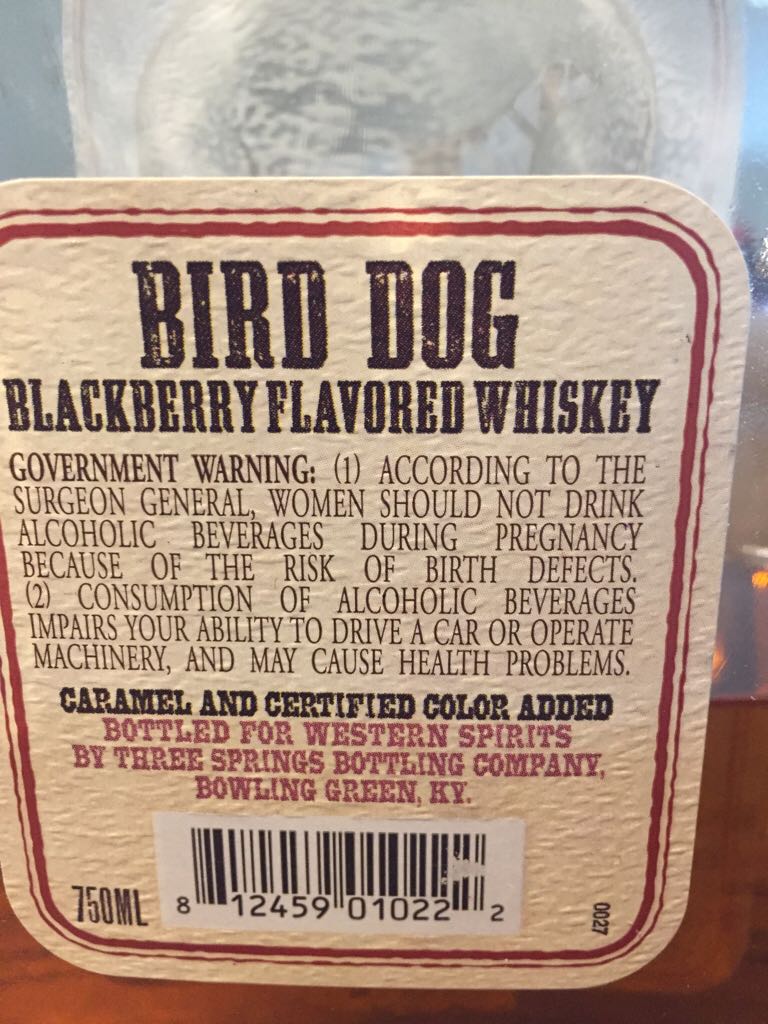 BIRD DOG
BLACKBERRY FLAVORED WHISKEY
GOVERNMENT WARNING: (1) ACCORDING TO THE
SURGEON GENERAL, WOMEN SHOULD NOT DRINK
ALCOHOLIC BEVERAGES DURING PREGNANCY
BECAUSE OF THE RISK OF BIRTH DEFECTS.
(2) CONSUMPTION OF ALCOHOLIC BEVERAGES
IMPAIRS YOUR ABILITY TO DRIVE A CAR OR OPERATE
MACHINERY, AND MAY CAUSE HEALTH PROBLEMS.
CARAMEL AND CERTIFIED COLOR ADDED
BOTTLED FOR WESTERN SPIRITS
BY THREE SPRINGS BOTTLING COMPANY,
BOWLING GREEN, KY.
750ML
8 12459 01022 2
0027